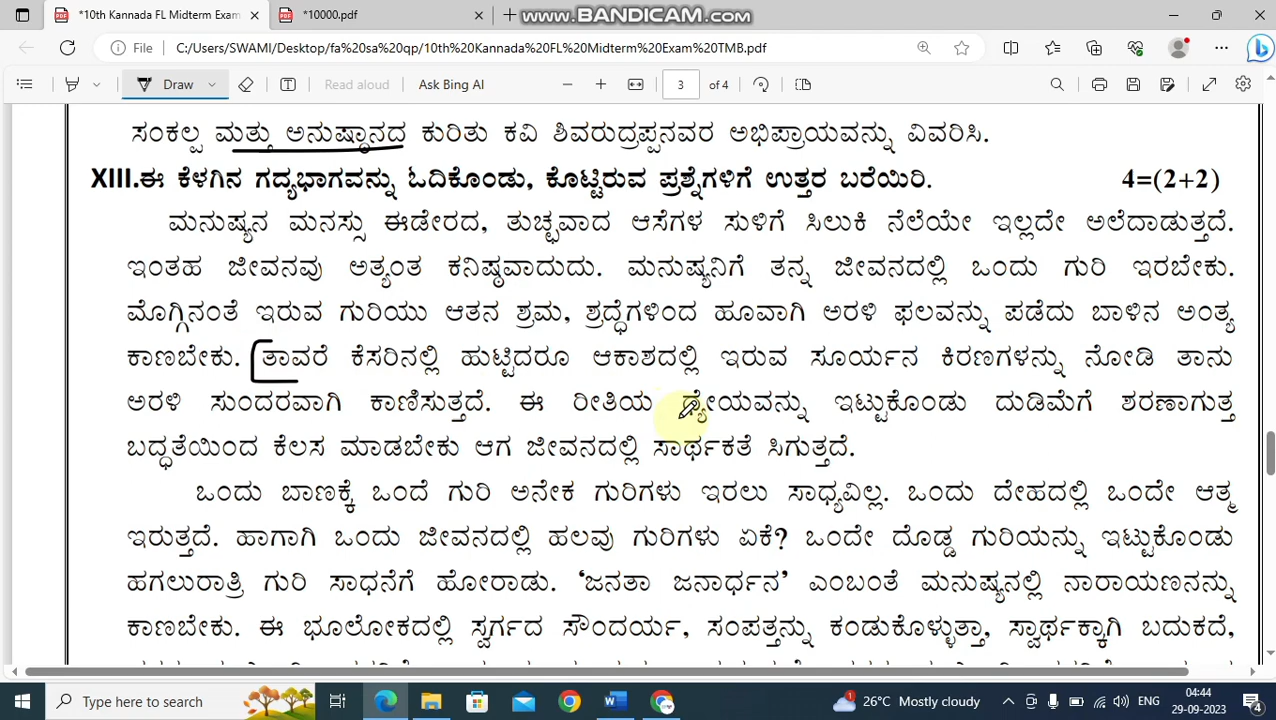 *10th Kannada FL Midterm Exam
*10000.pdf
www.BANDICAM.com
File
C:/Users/SWAMI/Desktop/fa%20sa%20qp/10th%20Kannada%20FL%20Midterm%20Exam%20TMB.pdf
Draw
Read aloud
Ask Bing AI
3
of 4
ಸಂಕಲ್ಪ ಮತ್ತು ಅನುಷ್ಠಾನದ ಕುರಿತು ಕವಿ ಶಿವರುದ್ರಪ್ಪನವರ ಅಭಿಪ್ರಾಯವನ್ನು ವಿವರಿಸಿ.
XIII.ಈ ಕೆಳಗಿನ ಗದ್ಯಭಾಗವನ್ನು ಓದಿಕೊಂಡು, ಕೊಟ್ಟಿರುವ ಪ್ರಶ್ನೆಗಳಿಗೆ ಉತ್ತರ ಬರೆಯಿರಿ. 4=(2+2)
ಮನುಷ್ಯನ ಮನಸ್ಸು ಈಡೇರದ, ತುಚ್ಛವಾದ ಆಸೆಗಳ ಸುಳಿಗೆ ಸಿಲುಕಿ ನೆಲೆಯೇ ಇಲ್ಲದೇ ಅಲೆದಾಡುತ್ತದೆ.
ಇಂತಹ ಜೀವನವು ಅತ್ಯಂತ ಕನಿಷ್ಠವಾದುದು. ಮನುಷ್ಯನಿಗೆ ತನ್ನ ಜೀವನದಲ್ಲಿ ಒಂದು ಗುರಿ ಇರಬೇಕು.
ಮೊಗ್ಗಿನಂತೆ ಇರುವ ಗುರಿಯು ಆತನ ಶ್ರಮ, ಶ್ರದ್ಧೆಗಳಿಂದ ಹೂವಾಗಿ ಅರಳಿ ಫಲವನ್ನು ಪಡೆದು ಬಾಳಿನ ಅಂತ್ಯ
ಕಾಣಬೇಕು. ತಾವರೆ ಕೆಸರಿನಲ್ಲಿ ಹುಟ್ಟಿದರೂ ಆಕಾಶದಲ್ಲಿ ಇರುವ ಸೂರ್ಯನ ಕಿರಣಗಳನ್ನು ನೋಡಿ ತಾನು
ಅರಳಿ ಸುಂದರವಾಗಿ ಕಾಣಿಸುತ್ತದೆ. ಈ ರೀತಿಯ ಧ್ಯೇಯವನ್ನು ಇಟ್ಟುಕೊಂಡು ದುಡಿಮೆಗೆ ಶರಣಾಗುತ್ತ
ಬದ್ಧತೆಯಿಂದ ಕೆಲಸ ಮಾಡಬೇಕು ಆಗ ಜೀವನದಲ್ಲಿ ಸಾರ್ಥಕತೆ ಸಿಗುತ್ತದೆ.
ಒಂದು ಬಾಣಕ್ಕೆ ಒಂದೆ ಗುರಿ ಅನೇಕ ಗುರಿಗಳು ಇರಲು ಸಾಧ್ಯವಿಲ್ಲ. ಒಂದು ದೇಹದಲ್ಲಿ ಒಂದೇ ಆತ್ಮ
ಇರುತ್ತದೆ. ಹಾಗಾಗಿ ಒಂದು ಜೀವನದಲ್ಲಿ ಹಲವು ಗುರಿಗಳು ಏಕೆ? ಒಂದೇ ದೊಡ್ಡ ಗುರಿಯನ್ನು ಇಟ್ಟುಕೊಂಡು
ಹಗಲುರಾತ್ರಿ ಗುರಿ ಸಾಧನೆಗೆ ಹೋರಾಡು. ‘ಜನತಾ ಜನಾರ್ಧನ’ ಎಂಬಂತೆ ಮನುಷ್ಯನಲ್ಲಿ ನಾರಾಯಣನನ್ನು
ಕಾಣಬೇಕು. ಈ ಭೂಲೋಕದಲ್ಲಿ ಸ್ವರ್ಗದ ಸೌಂದರ್ಯ, ಸಂಪತ್ತನ್ನು ಕಂಡುಕೊಳ್ಳುತ್ತಾ, ಸ್ವಾರ್ಥಕ್ಕಾಗಿ ಬದುಕದೆ,
Type here to search
26°C Mostly cloudy
ENG
04:44
29-09-2023
4